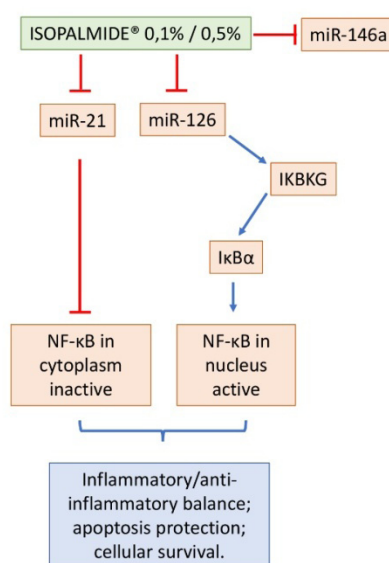 ISOPALMIDE® 0,1% / 0,5%
miR-146a
miR-21
miR-126
IKBKG
IκBα
NF-κB in
cytoplasm
inactive
NF-κB in
nucleus
active
Inflammatory/anti-
inflammatory balance;
apoptosis protection;
cellular survival.